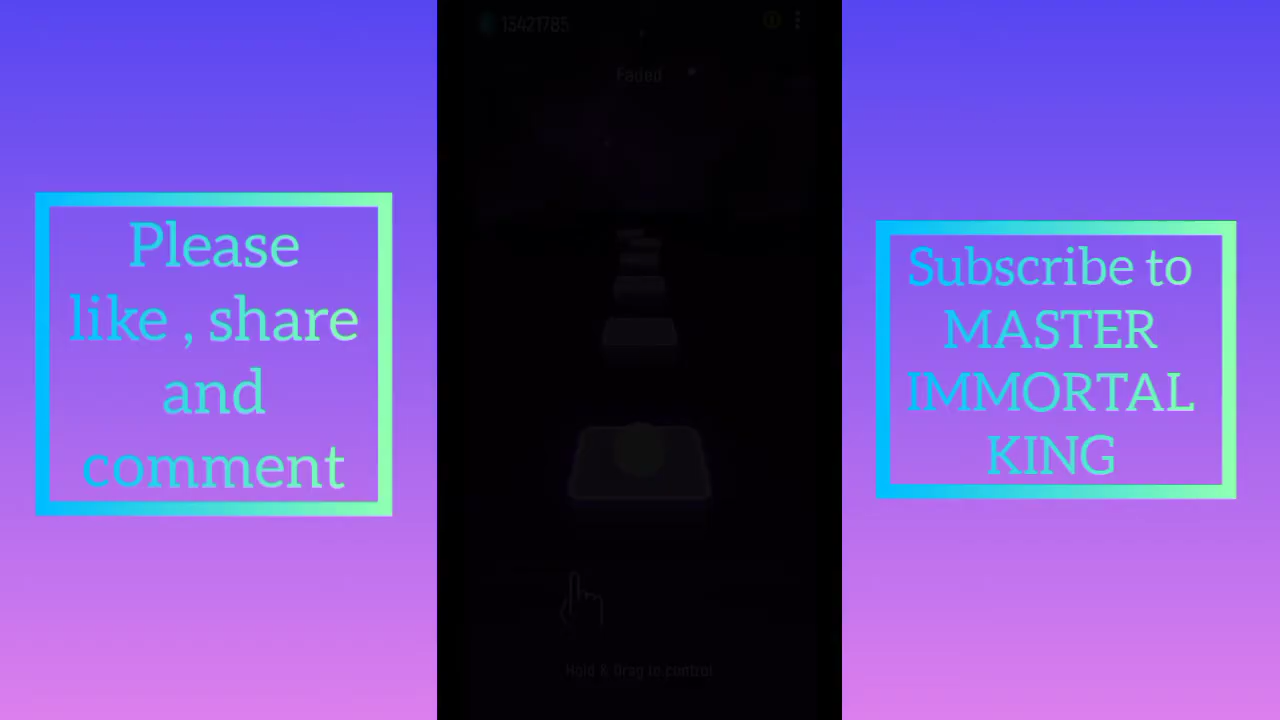 Please
like , share
and
comment
13421785
Faded
Hold & Drag to control
Subscribe to
MASTER
IMMORTAL
KING